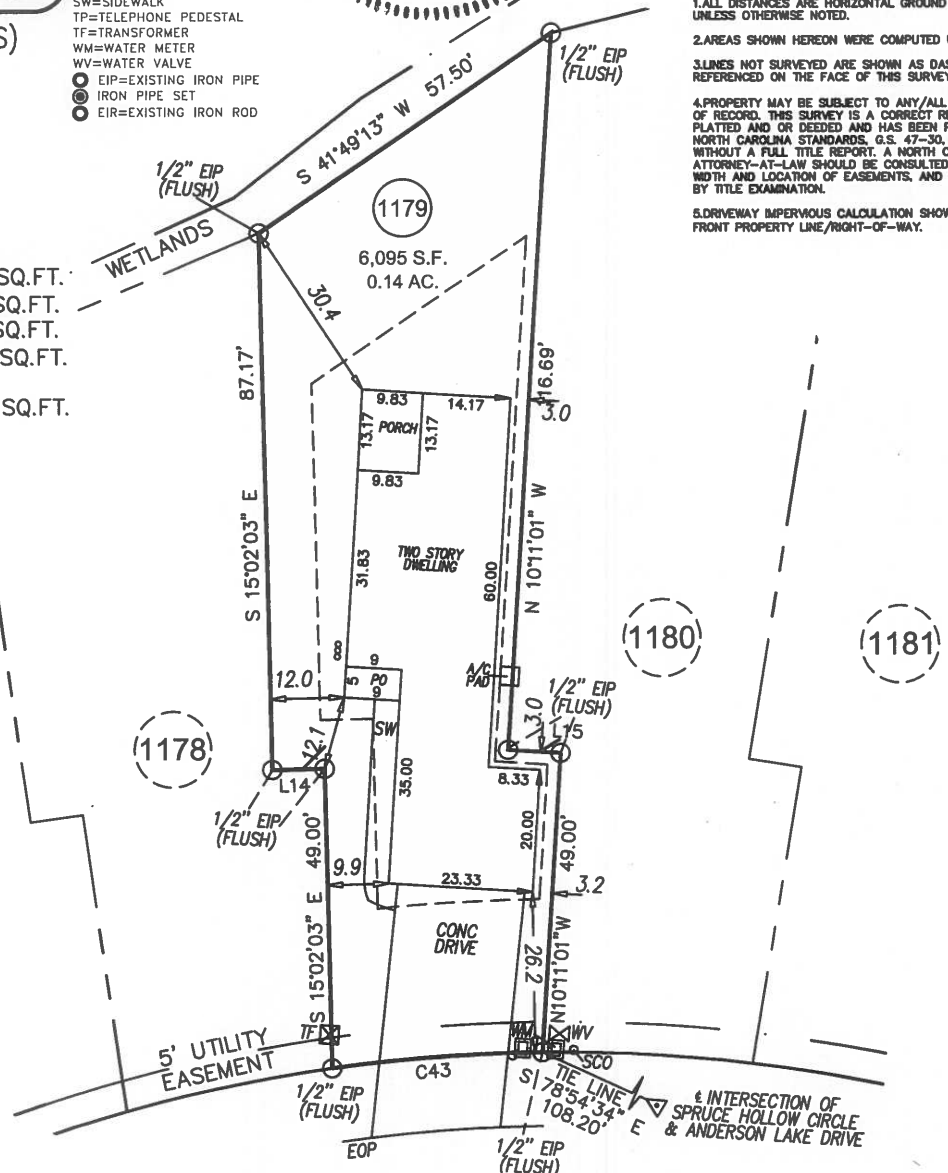 SW=SIDEWALK
TP=TELEPHONE PEDESTAL
TF=TRANSFORMER
WM=WATER METER
WV=WATER VALVE
EIP=EXISTING IRON PIPE
IRON PIPE SET
EIR=EXISTING IRON ROD
S)
1.ALL DISTANCES ARE HORIZONTAL GROUND
UNLESS OTHERWISE NOTED.
2.AREAS SHOWN HEREON WERE COMPUTED
3.LINES NOT SURVEYED ARE SHOWN AS DAS
REFERENCED ON THE FACE OF THIS SURVEY
4.PROPERTY MAY BE SUBJECT TO ANY/ALL
OF RECORD. THIS SURVEY IS A CORRECT RE
PLATTED AND OR DEEDED AND HAS BEEN P
NORTH CAROLINA STANDARDS, G.S. 47-30,
WITHOUT A FULL TITLE REPORT. A NORTH C
ATTORNEY-AT-LAW SHOULD BE CONSULTED
WIDTH AND LOCATION OF EASEMENTS, AND
BY TITLE EXAMINATION.
5.DRIVEWAY IMPERVIOUS CALCULATION SHOW
FRONT PROPERTY LINE/RIGHT-OF-WAY.
1/2" EIP
(FLUSH)
S 41°49'13" W 57.50'
1/2" EIP
(FLUSH)
WETLANDS
1179
6,095 S.F.
0.14 AC.
SQ.FT.
SQ.FT.
SQ.FT.
SQ.FT.
SQ.FT.
30.4
87.17'
S 15°02'03" E
116.69'
N 10°11'01" W
3.0
9.83
14.17
13.17
PORCH
13.17
9.83
31.83
TWO STORY
DWELLING
60.00
8
9
5
PO
9
A/C
PAD
1180
1181
1178
12.0
12.1
SW
1/2" EIP
(FLUSH)
3.0
L15
L14
1/2" EIP
(FLUSH)
35.00
8.33
20.00
49.00'
N10°11'01"W
49.00'
S 15°02'03" E
9.9
23.33
3.2
CONC
DRIVE
26.2
TF
WM
WV
SCO
5' UTILITY
EASEMENT
C43
1/2" EIP
(FLUSH)
TIE LINE
S 78°54'34" E
108.20'
℄ INTERSECTION OF
SPRUCE HOLLOW CIRCLE
& ANDERSON LAKE DRIVE
EOP
1/2" EIP
(FLUSH)